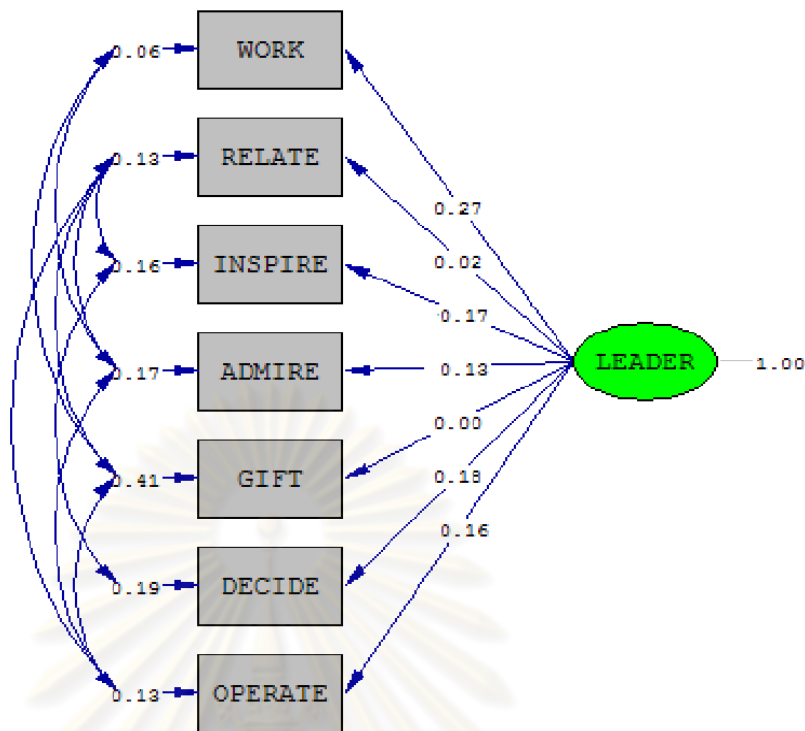 0.06 WORK
0.13 RELATE
0.27
0.16 INSPIRE
0.02
0.17
0.17 ADMIRE
0.13
LEADER 1.00
0.00
0.41 GIFT
0.18
0.16
0.19 DECIDE
0.13 OPERATE